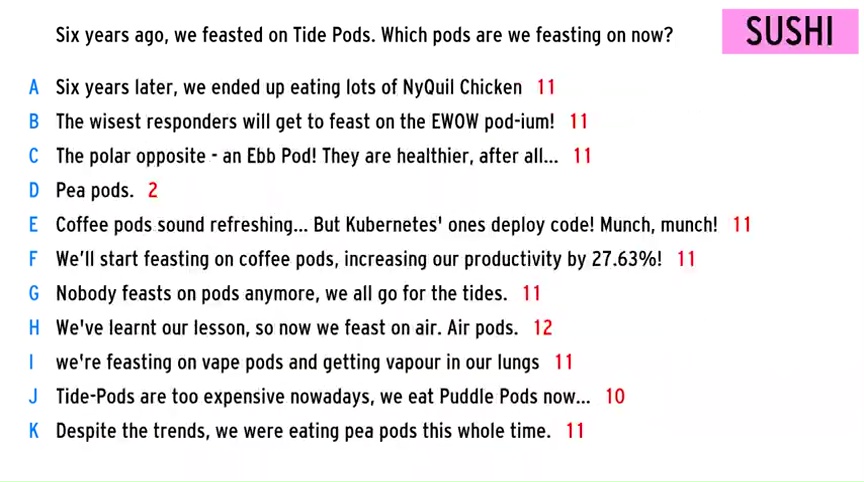 Six years ago, we feasted on Tide Pods. Which pods are we feasting on now?
SUSHI
A Six years later, we ended up eating lots of NyQuil Chicken 11
B The wisest responders will get to feast on the EWOW pod-ium! 11
C The polar opposite - an Ebb Pod! They are healthier, after all... 11
D Pea pods. 2
E Coffee pods sound refreshing... But Kubernetes' ones deploy code! Munch, munch! 11
F We'll start feasting on coffee pods, increasing our productivity by 27.63%! 11
G Nobody feasts on pods anymore, we all go for the tides. 11
H We've learnt our lesson, so now we feast on air. Air pods. 12
I we're feasting on vape pods and getting vapour in our lungs 11
J Tide-Pods are too expensive nowadays, we eat Puddle Pods now... 10
K Despite the trends, we were eating pea pods this whole time. 11